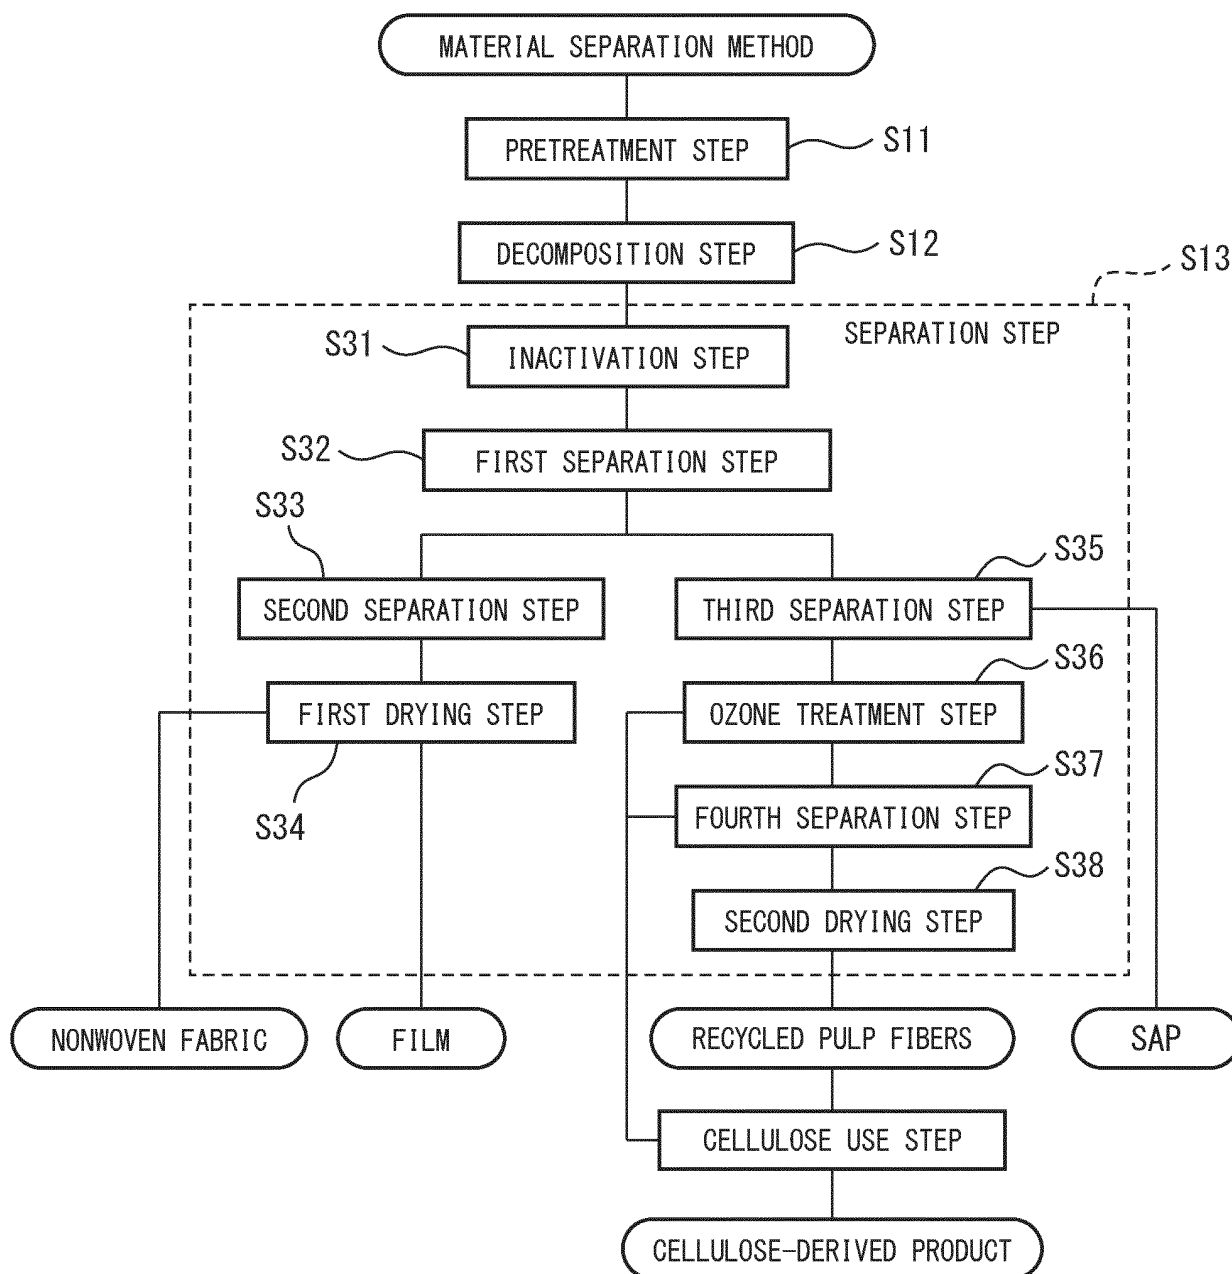 MATERIAL SEPARATION METHOD
PRETREATMENT STEP
S11
DECOMPOSITION STEP
S12
S13
SEPARATION STEP
S31
INACTIVATION STEP
S32
FIRST SEPARATION STEP
S33
SECOND SEPARATION STEP
S35
THIRD SEPARATION STEP
FIRST DRYING STEP
S34
S36
OZONE TREATMENT STEP
S37
FOURTH SEPARATION STEP
S38
SECOND DRYING STEP
NONWOVEN FABRIC
FILM
RECYCLED PULP FIBERS
SAP
CELLULOSE USE STEP
CELLULOSE-DERIVED PRODUCT